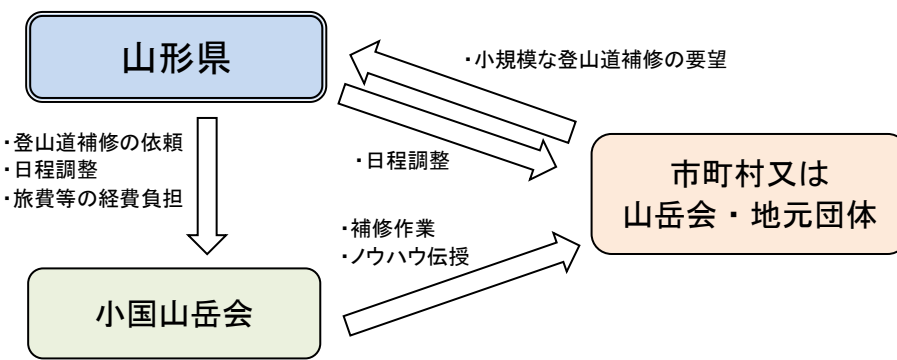 山形県
・小規模な登山道補修の要望
・登山道補修の依頼
・日程調整
・旅費等の経費負担
・日程調整
市町村又は
山岳会・地元団体
・補修作業
・ノウハウ伝授
小国山岳会